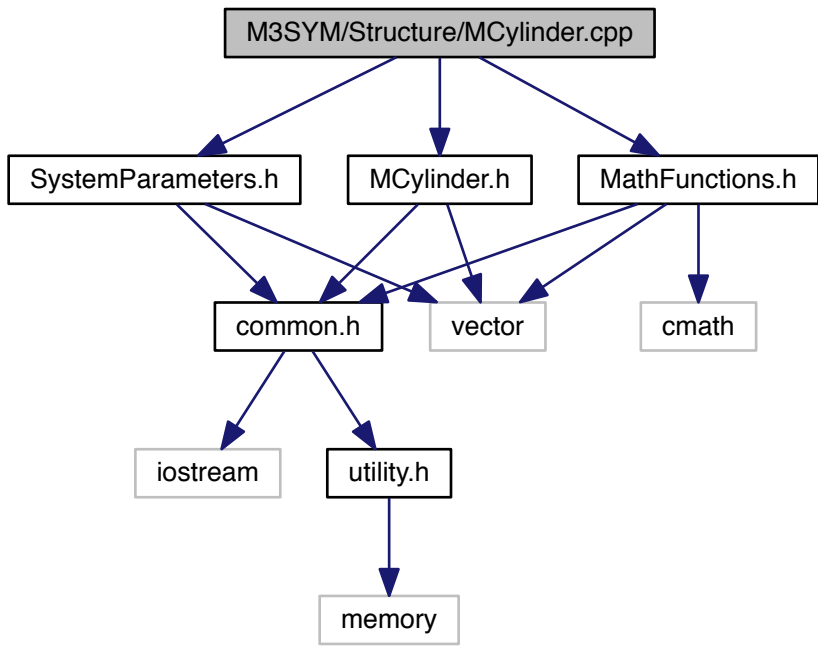 M3SYM/Structure/MCylinder.cpp
SystemParameters.h
MCylinder.h
MathFunctions.h
common.h
vector
cmath
iostream
utility.h
memory